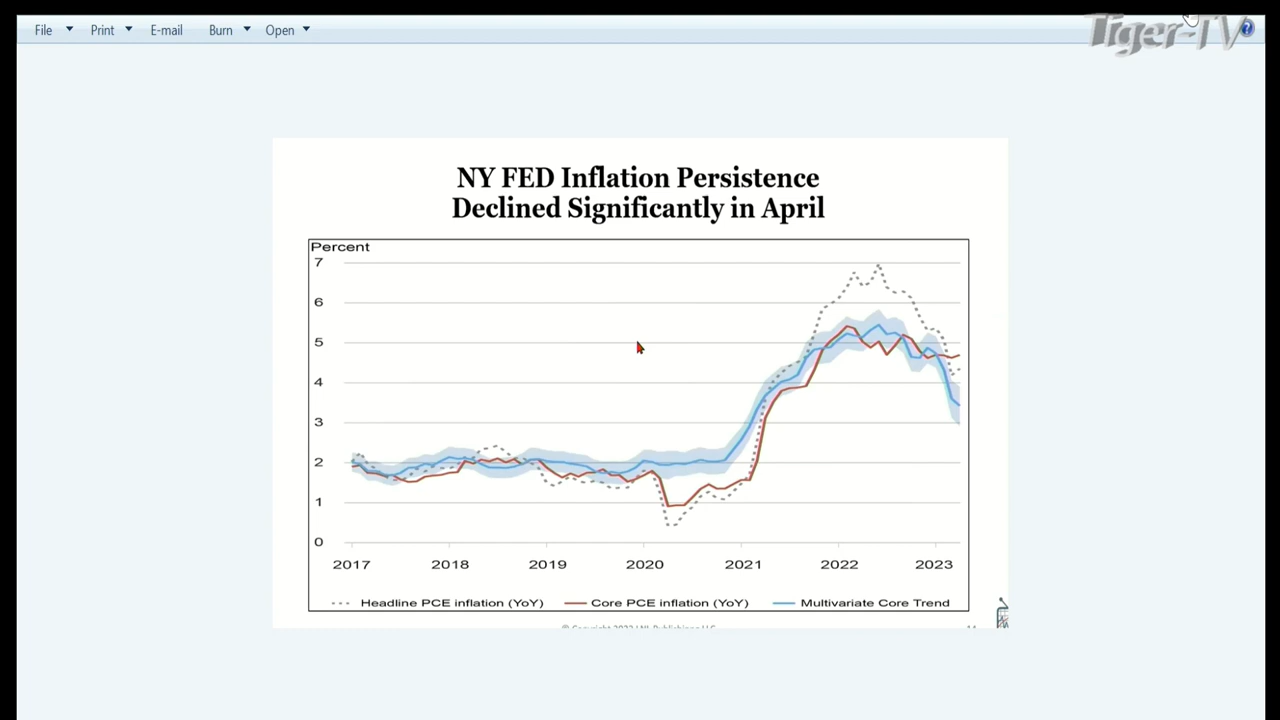 File Print E-mail Burn Open
Tiger-TV
NY FED Inflation Persistence
Declined Significantly in April
Percent
7
6
5
4
3
2
1
0
2017 2018 2019 2020 2021 2022 2023
Headline PCE inflation (YoY) Core PCE inflation (YoY) Multivariate Core Trend